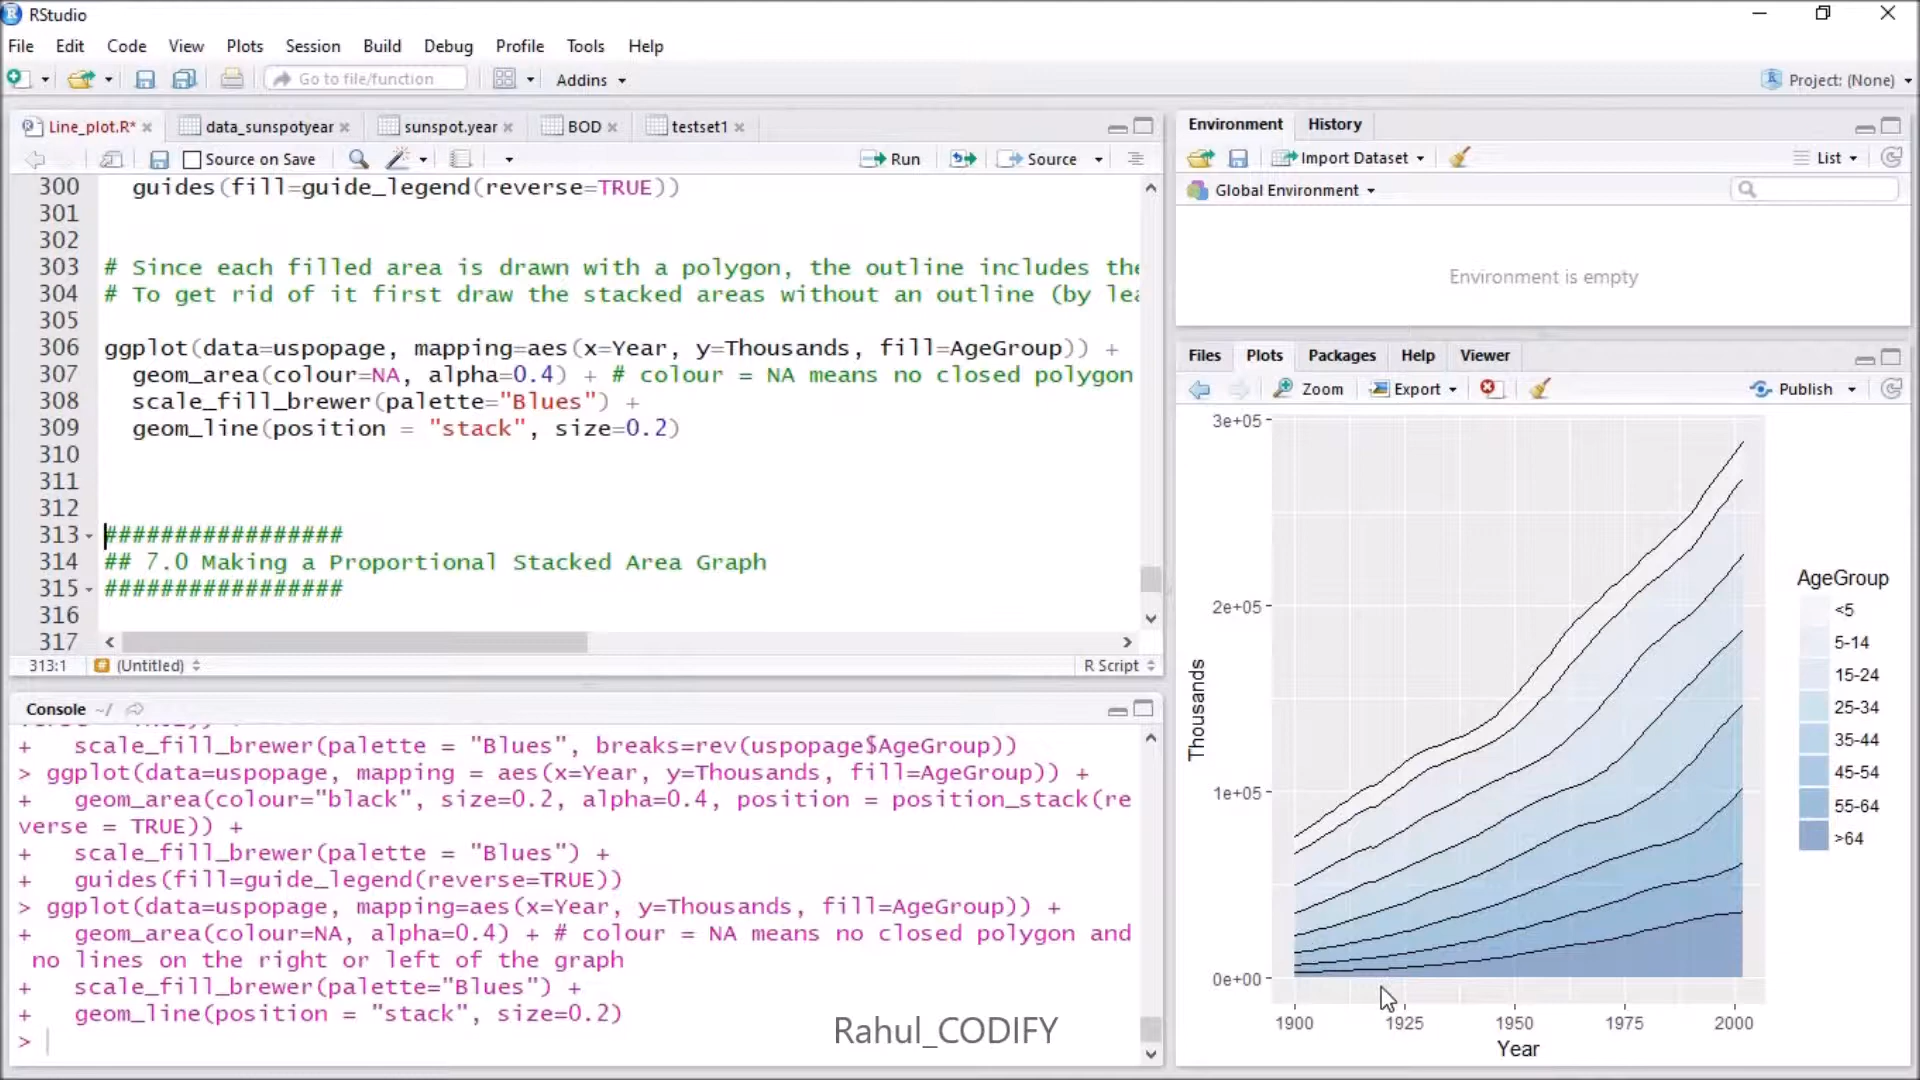 RStudio
File Edit Code View Plots Session Build Debug Profile Tools Help
Go to file/function Addins Project: (None)
Line_plot.R* data_sunspotyear sunspot.year BOD testset1
Source on Save Run Source
300 guides(fill=guide_legend(reverse=TRUE))
301
302
303 # Since each filled area is drawn with a polygon, the outline includes the
304 # To get rid of it first draw the stacked areas without an outline (by lea
305
306 ggplot(data=uspopage, mapping=aes(x=Year, y=Thousands, fill=AgeGroup)) +
307 geom_area(colour=NA, alpha=0.4) + # colour = NA means no closed polygon
308 scale_fill_brewer(palette="Blues") +
309 geom_line(position = "stack", size=0.2)
310
311
312
313 #################
314 ## 7.0 Making a Proportional Stacked Area Graph
315 #################
316
317
313:1 (Untitled) R Script
Console ~/
+ scale_fill_brewer(palette = "Blues", breaks=rev(uspopage$AgeGroup))
> ggplot(data=uspopage, mapping = aes(x=Year, y=Thousands, fill=AgeGroup)) +
+ geom_area(colour="black", size=0.2, alpha=0.4, position = position_stack(re
verse = TRUE)) +
+ scale_fill_brewer(palette = "Blues") +
+ guides(fill=guide_legend(reverse=TRUE))
> ggplot(data=uspopage, mapping=aes(x=Year, y=Thousands, fill=AgeGroup)) +
+ geom_area(colour=NA, alpha=0.4) + # colour = NA means no closed polygon and
no lines on the right or left of the graph
+ scale_fill_brewer(palette="Blues") +
+ geom_line(position = "stack", size=0.2)
>
Rahul_CODIFY
Environment History
Import Dataset List
Global Environment
Environment is empty
Files Plots Packages Help Viewer
Zoom Export Publish
3e+05
2e+05
1e+05
0e+00
Thousands
1900 1925 1950 1975 2000
Year
AgeGroup
<5
5-14
15-24
25-34
35-44
45-54
55-64
>64